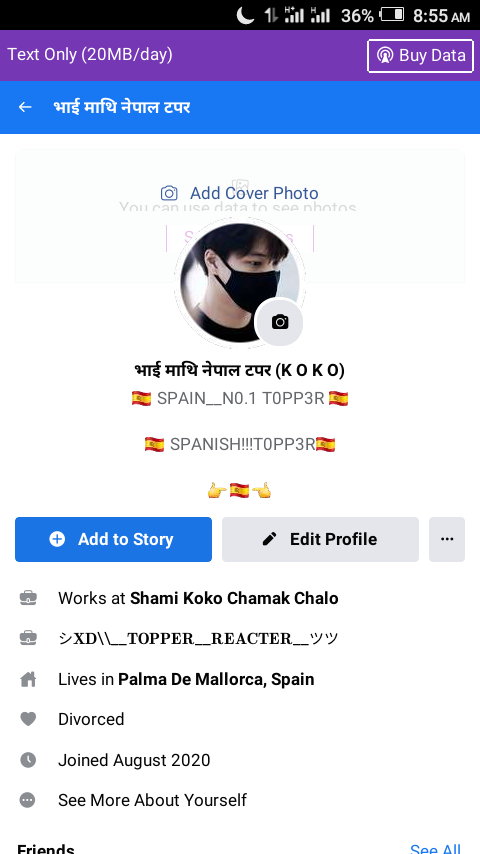 36% 8:55 AM
Text Only (20MB/day) Buy Data
भाई माथि नेपाल टपर
Add Cover Photo
You can use data to see photos
भाई माथि नेपाल टपर (K O K O)
🇪🇸 SPAIN__N0.1 T0PP3R 🇪🇸
🇪🇸 SPANISH!!!T0PP3R🇪🇸
👉🇪🇸👈
Add to Story Edit Profile
Works at Shami Koko Chamak Chalo
シ𝐗𝐃\\__𝐓𝐎𝐏𝐏𝐄𝐑__𝐑𝐄𝐀𝐂𝐓𝐄𝐑__ツツ
Lives in Palma De Mallorca, Spain
Divorced
Joined August 2020
See More About Yourself
Friends See All